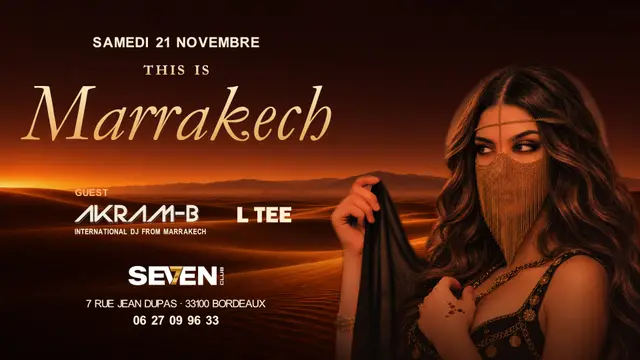 SAMEDI 21 NOVEMBRE
THIS IS
Marrakech
GUEST
AKRAM-B
L TEE
INTERNATIONAL DJ FROM MARRAKECH
SEVEN CLUB
7 RUE JEAN DUPAS · 33100 BORDEAUX
06 27 09 96 33